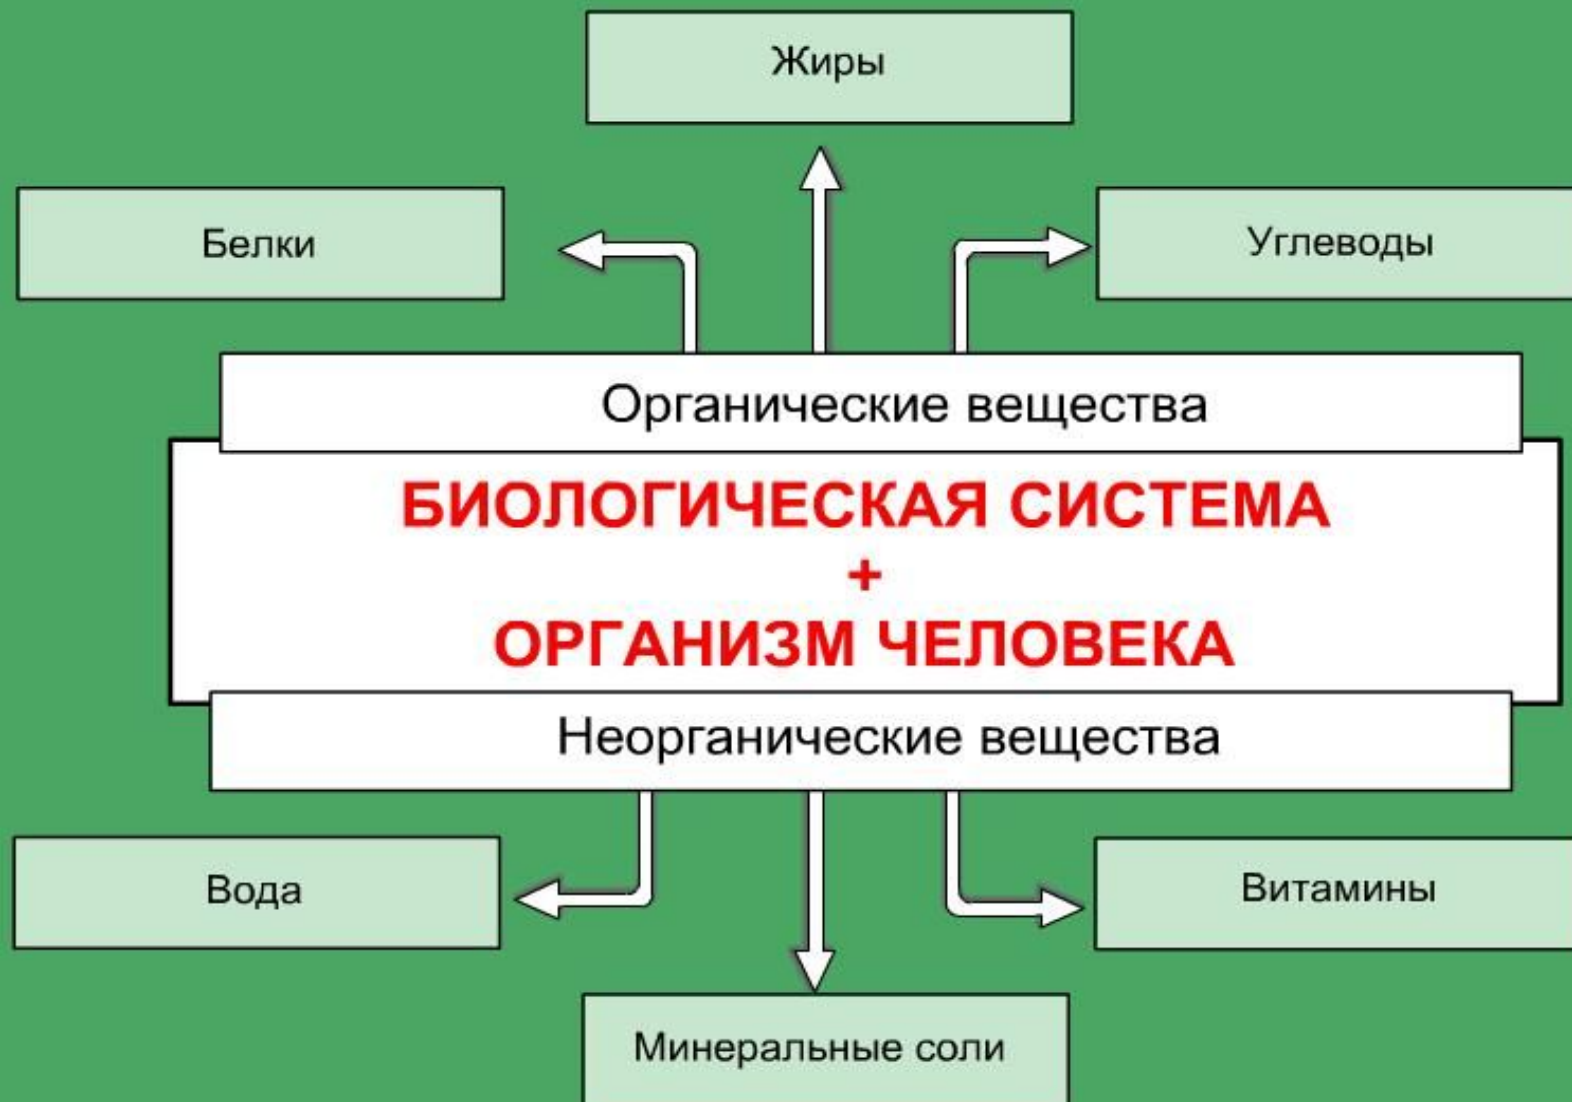 Жиры
Белки
Углеводы
Органические вещества
БИОЛОГИЧЕСКАЯ СИСТЕМА
+
ОРГАНИЗМ ЧЕЛОВЕКА
Неорганические вещества
Вода
Витамины
Минеральные соли